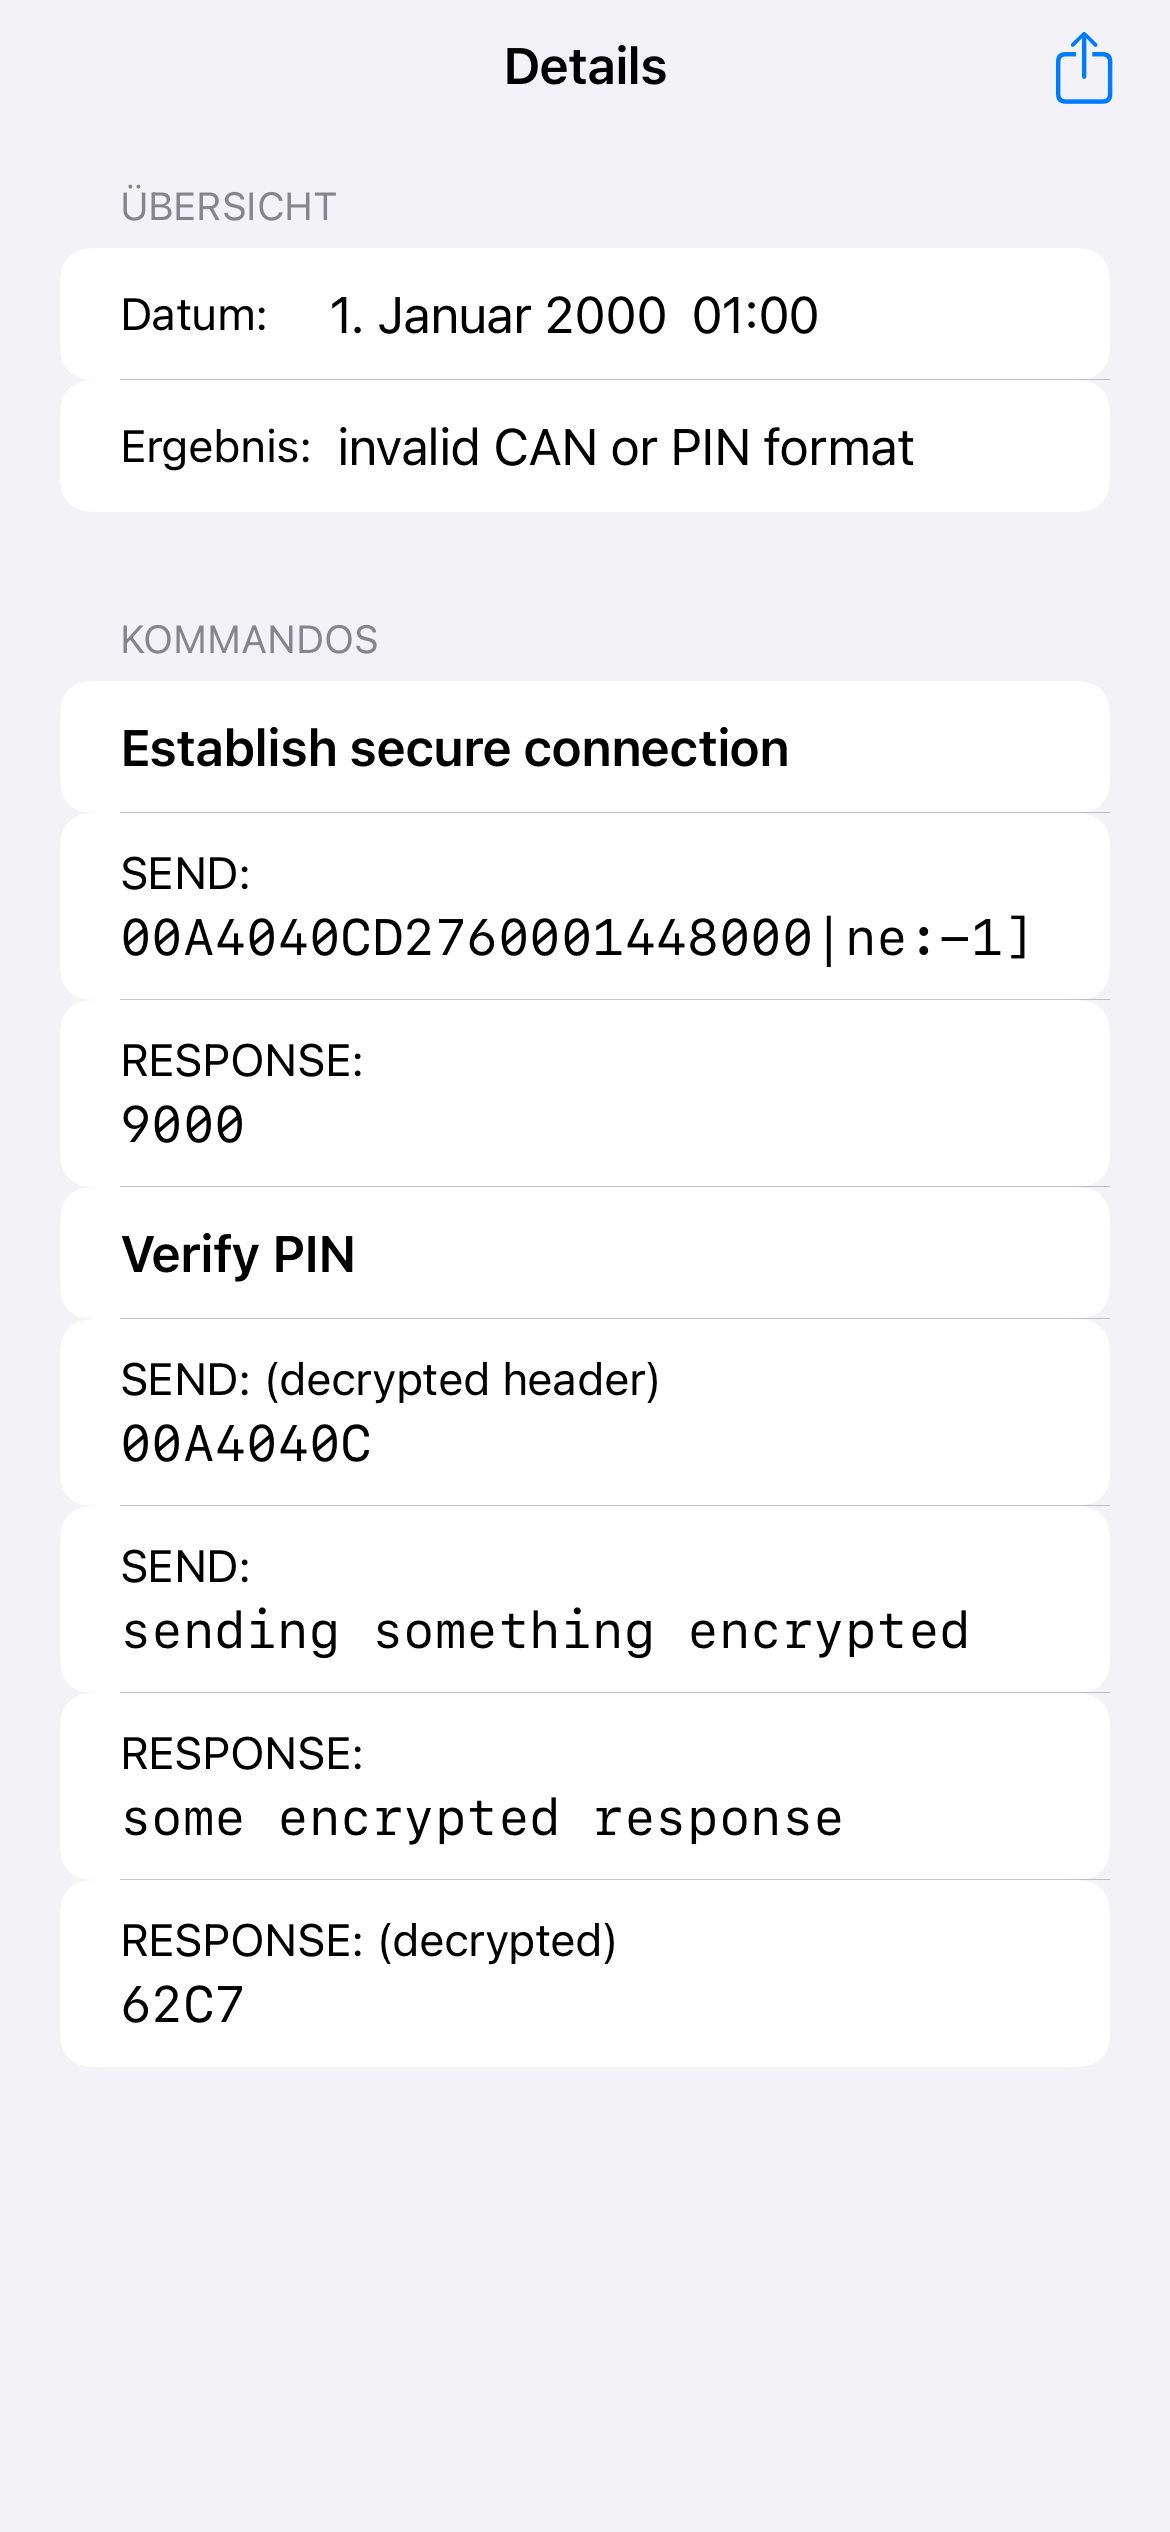 Details
ÜBERSICHT
Datum: 1. Januar 2000 01:00
Ergebnis: invalid CAN or PIN format
KOMMANDOS
Establish secure connection
SEND:
00A4040CD2760001448000|ne:–1]
RESPONSE:
9000
Verify PIN
SEND: (decrypted header)
00A4040C
SEND:
sending something encrypted
RESPONSE:
some encrypted response
RESPONSE: (decrypted)
62C7